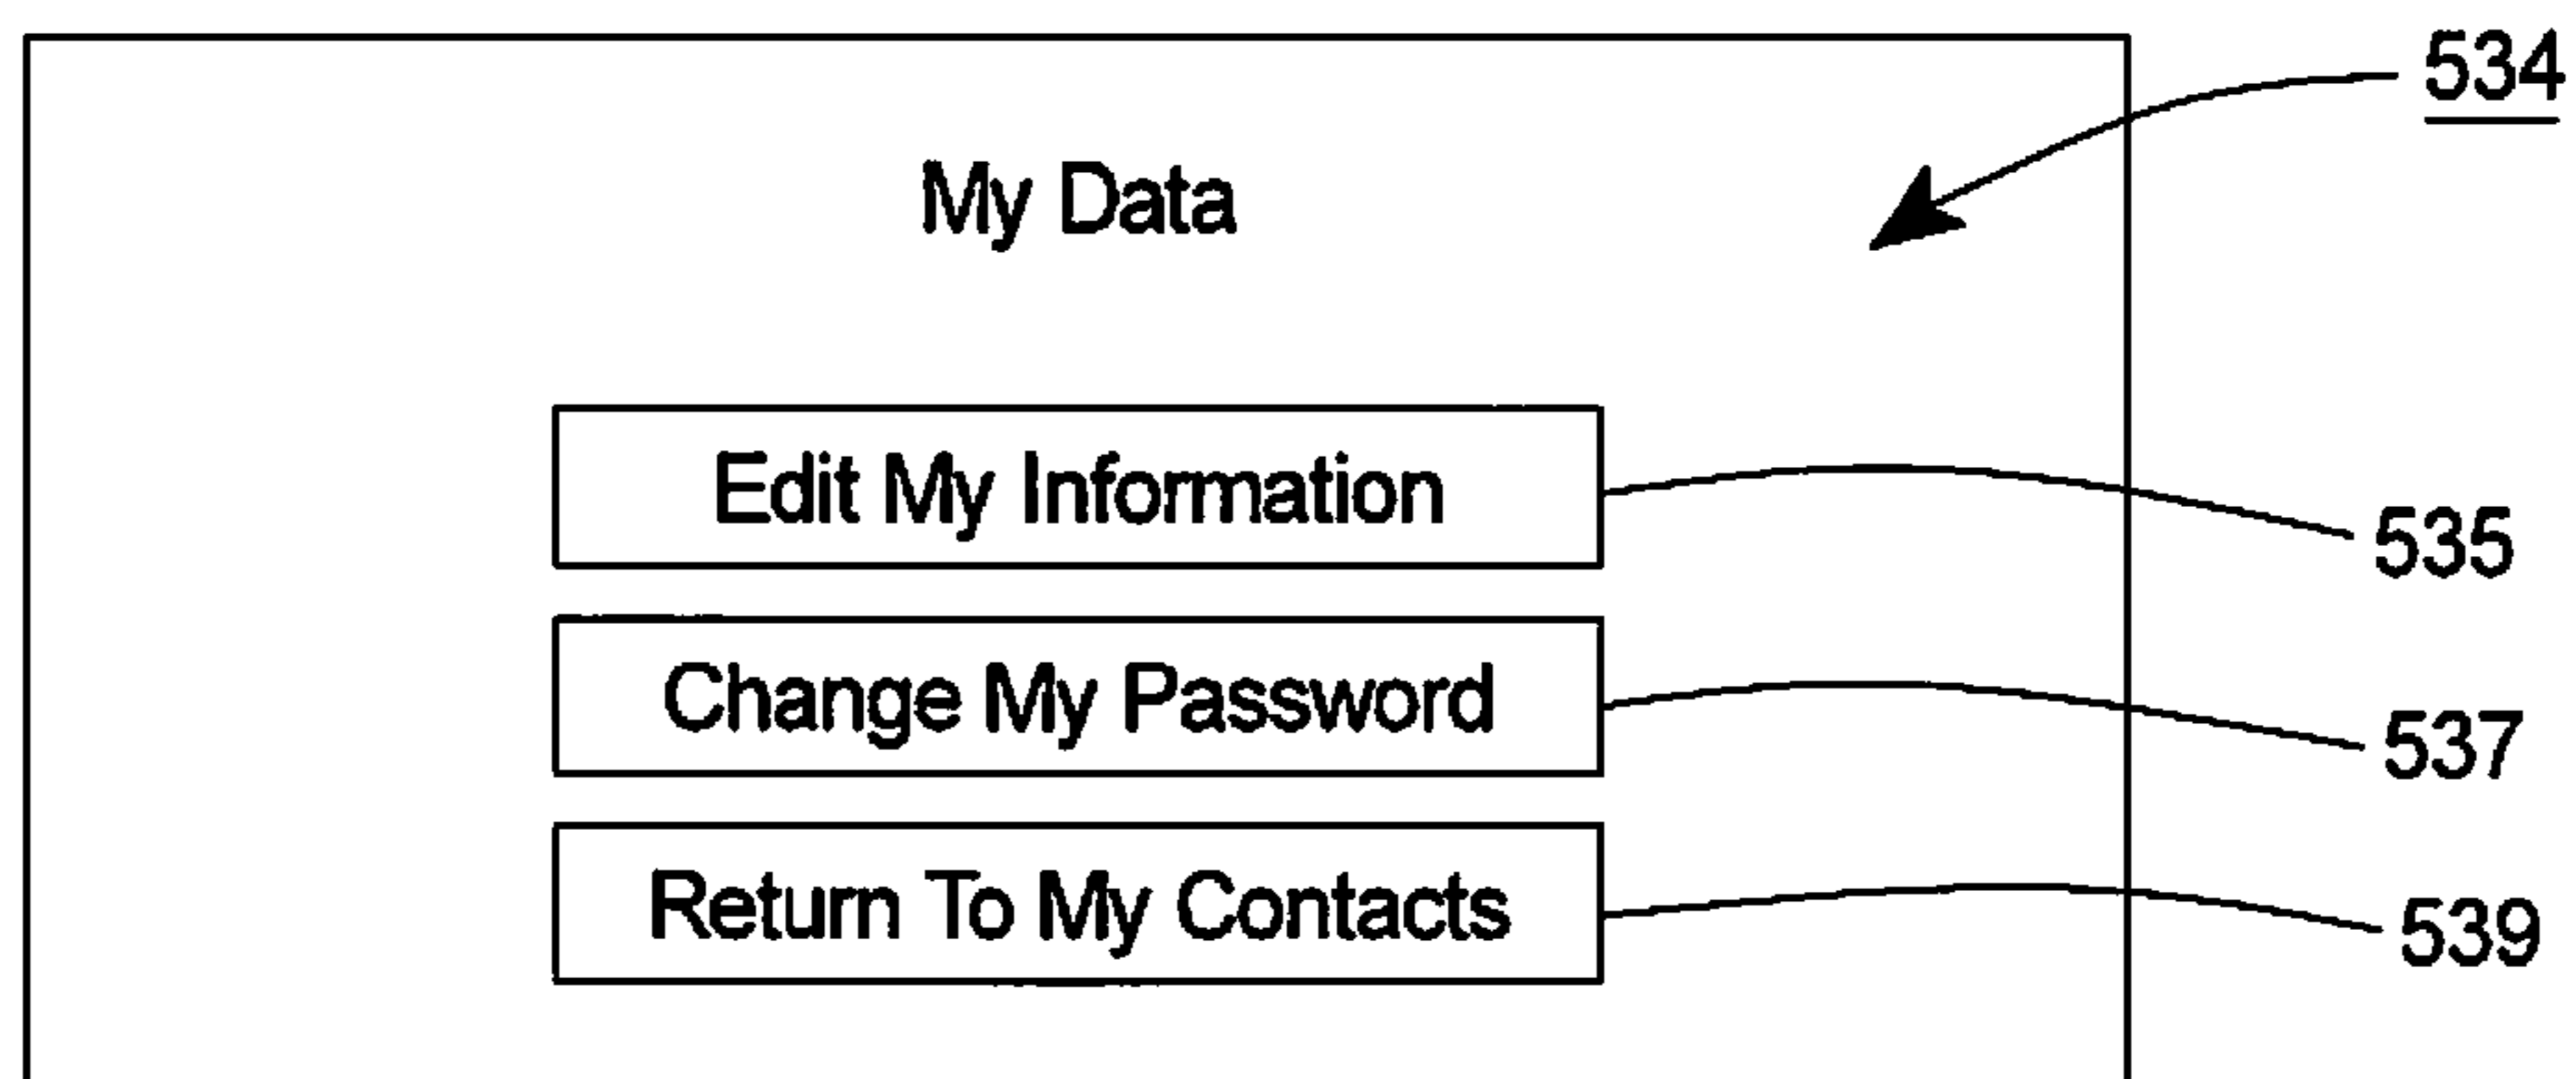 534
My Data
Edit My Information
535
Change My Password
537
Return To My Contacts
539